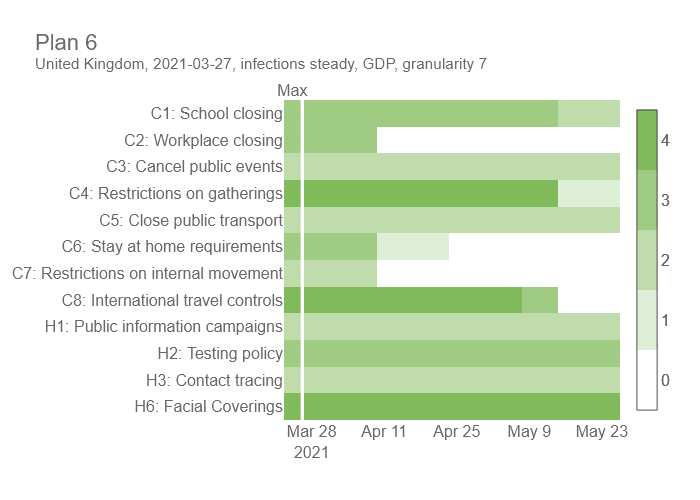 Plan 6
United Kingdom, 2021-03-27, infections steady, GDP, granularity 7
Max
C1: School closing
C2: Workplace closing
C3: Cancel public events
C4: Restrictions on gatherings
C5: Close public transport
C6: Stay at home requirements
C7: Restrictions on internal movement
C8: International travel controls
H1: Public information campaigns
H2: Testing policy
H3: Contact tracing
H6: Facial Coverings
Mar 28 Apr 11 Apr 25 May 9 May 23
2021
4
3
2
1
0